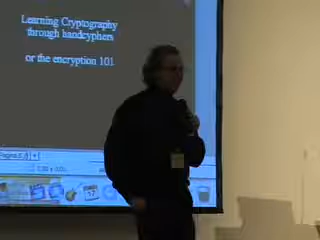 Learning Cryptography
through handcyphers
or the encryption 101